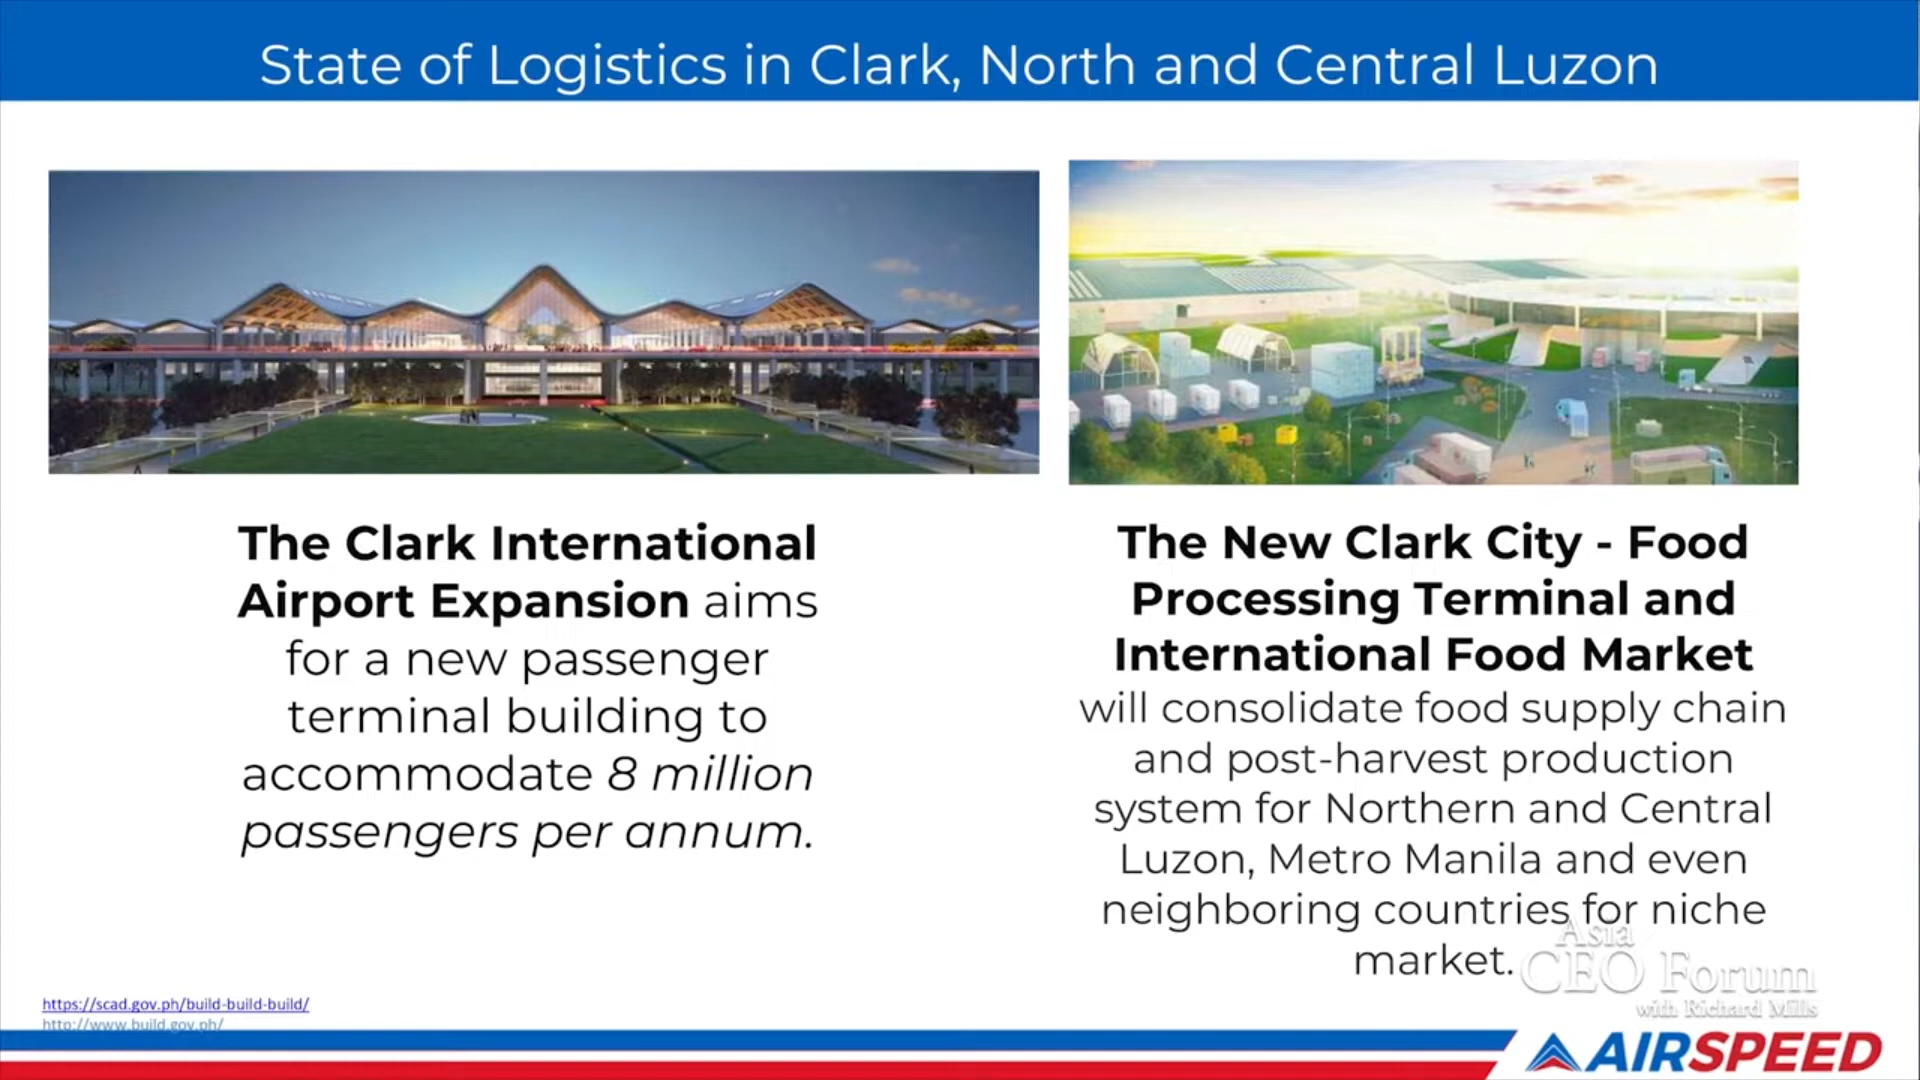 State of Logistics in Clark, North and Central Luzon
The Clark International
Airport Expansion aims
for a new passenger
terminal building to
accommodate 8 million
passengers per annum.
The New Clark City - Food
Processing Terminal and
International Food Market
will consolidate food supply chain
and post-harvest production
system for Northern and Central
Luzon, Metro Manila and even
neighboring countries for niche
market.
Asia
CEO Forum
with Richard Mills
https://scad.gov.ph/build-build-build/
http://www.build.gov.ph/
AIRSPEED